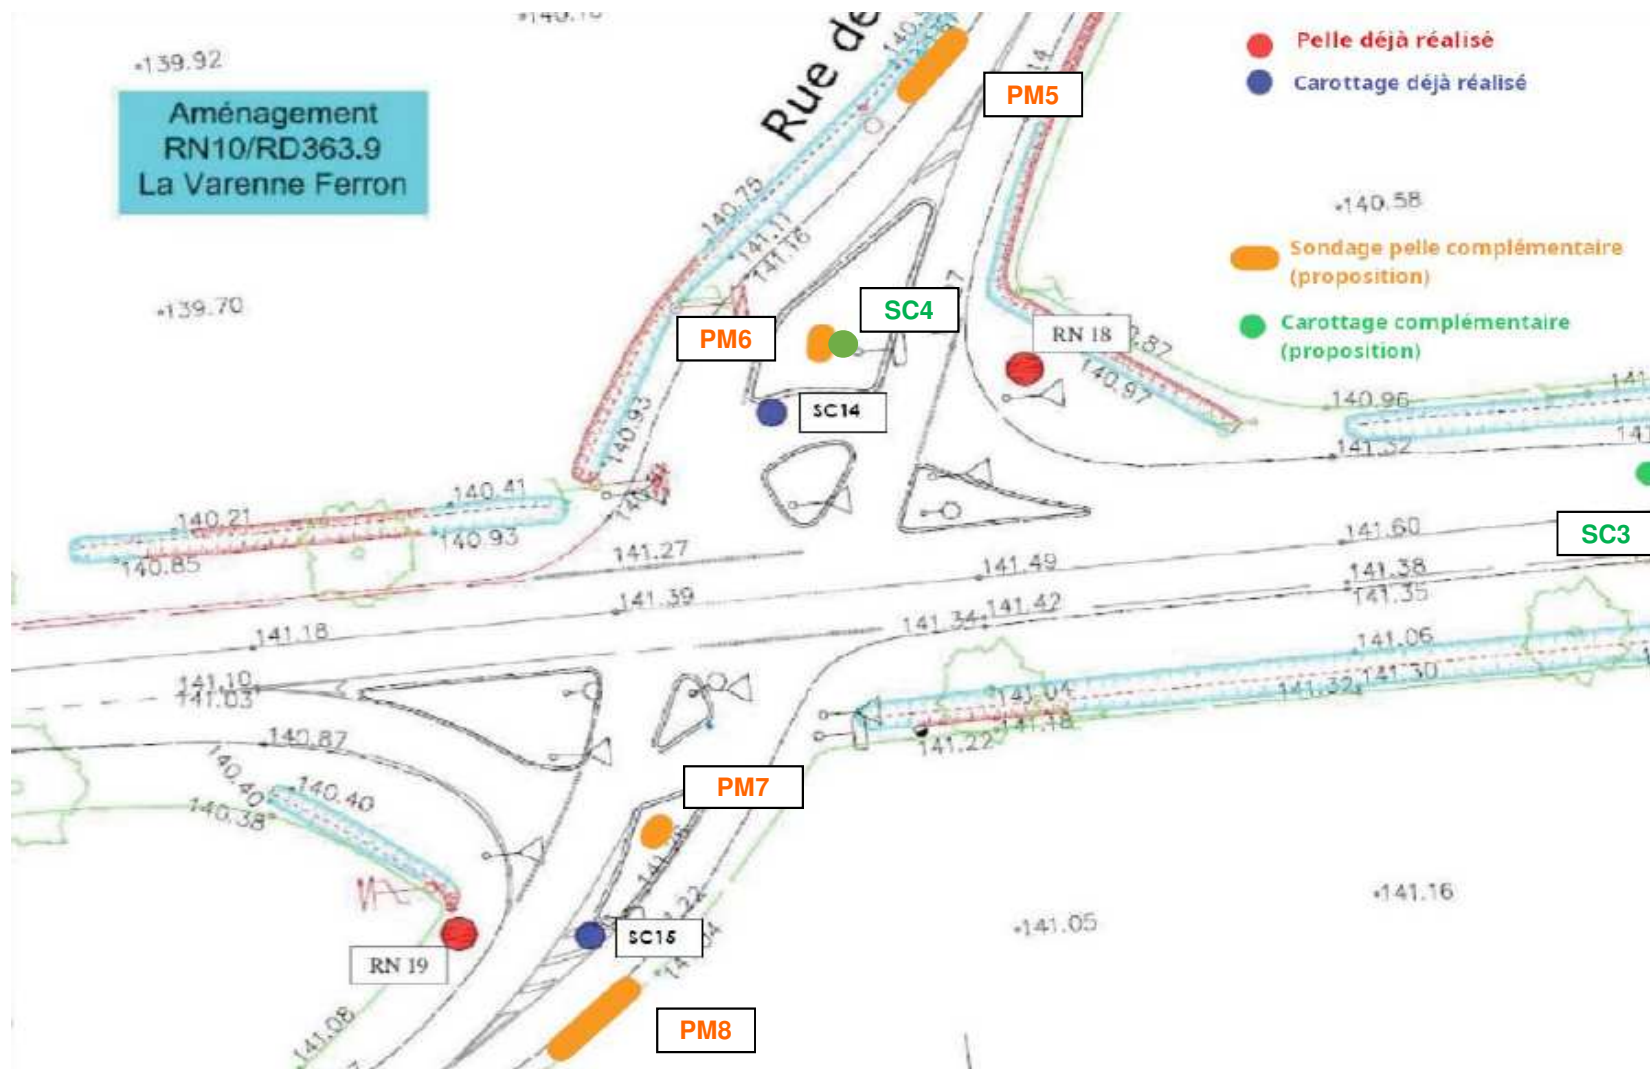 139.92
Aménagement
RN10/RD363.9
La Varenne Ferron
Rue de
PM5
Pelle déjà réalisé
Carottage déjà réalisé
140.75
141.11
141.16
140.58
Sondage pelle complémentaire
(proposition)
139.70
SC4
PM6
RN 18
Carottage complémentaire
(proposition)
140.97
140.96
SC14
140.93
141.32
140.41
140.21
140.93
140.85
141.27
141.60
SC3
141.49
141.38
141.35
141.39
141.42
141.34
141.18
141.06
141.10
141.03
141.04
141.30
141.32
141.18
141.22
140.87
140.40
140.40
140.38
PM7
141.16
141.05
SC15
RN 19
PM8
141.08